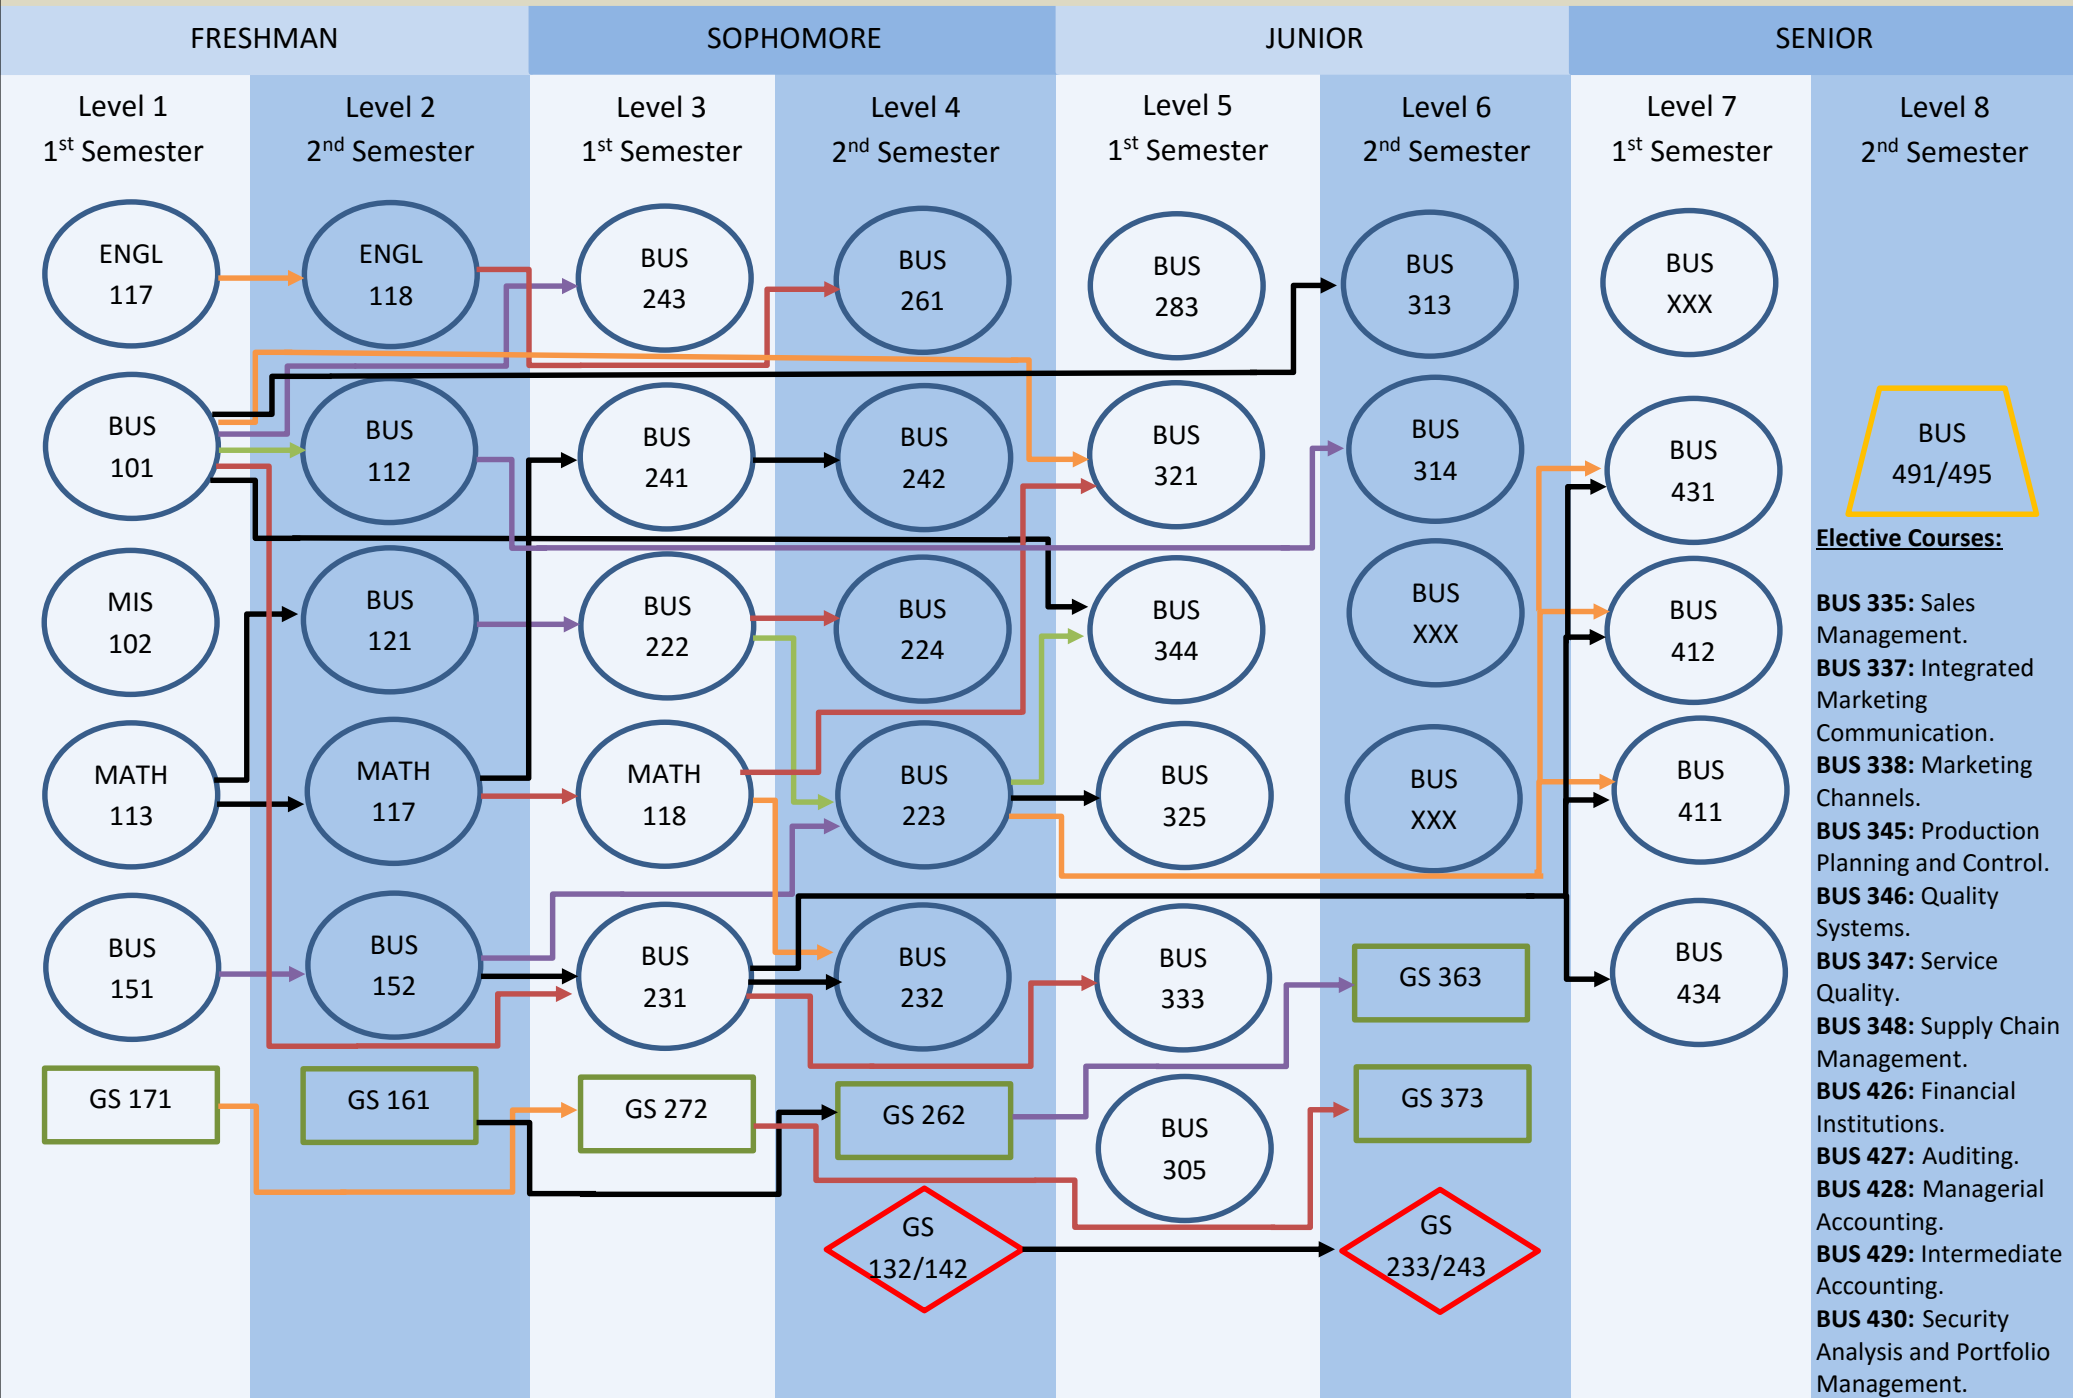 FRESHMAN
SOPHOMORE
JUNIOR
SENIOR
Level 1
1st Semester
Level 2
2nd Semester
Level 3
1st Semester
Level 4
2nd Semester
Level 5
1st Semester
Level 6
2nd Semester
Level 7
1st Semester
Level 8
2nd Semester
ENGL
117
BUS
101
MIS
102
MATH
113
BUS
151
GS 171
ENGL
118
BUS
112
BUS
121
MATH
117
BUS
152
GS 161
BUS
243
BUS
241
BUS
222
MATH
118
BUS
231
GS 272
BUS
261
BUS
242
BUS
224
BUS
223
BUS
232
GS 262
GS
132/142
BUS
283
BUS
321
BUS
344
BUS
325
BUS
333
BUS
305
BUS
313
BUS
314
BUS
XXX
BUS
XXX
GS 363
GS 373
GS
233/243
BUS
XXX
BUS
431
BUS
412
BUS
411
BUS
434
BUS
491/495
Elective Courses:
BUS 335: Sales
Management.
BUS 337: Integrated
Marketing
Communication.
BUS 338: Marketing
Channels.
BUS 345: Production
Planning and Control.
BUS 346: Quality
Systems.
BUS 347: Service
Quality.
BUS 348: Supply Chain
Management.
BUS 426: Financial
Institutions.
BUS 427: Auditing.
BUS 428: Managerial
Accounting.
BUS 429: Intermediate
Accounting.
BUS 430: Security
Analysis and Portfolio
Management.